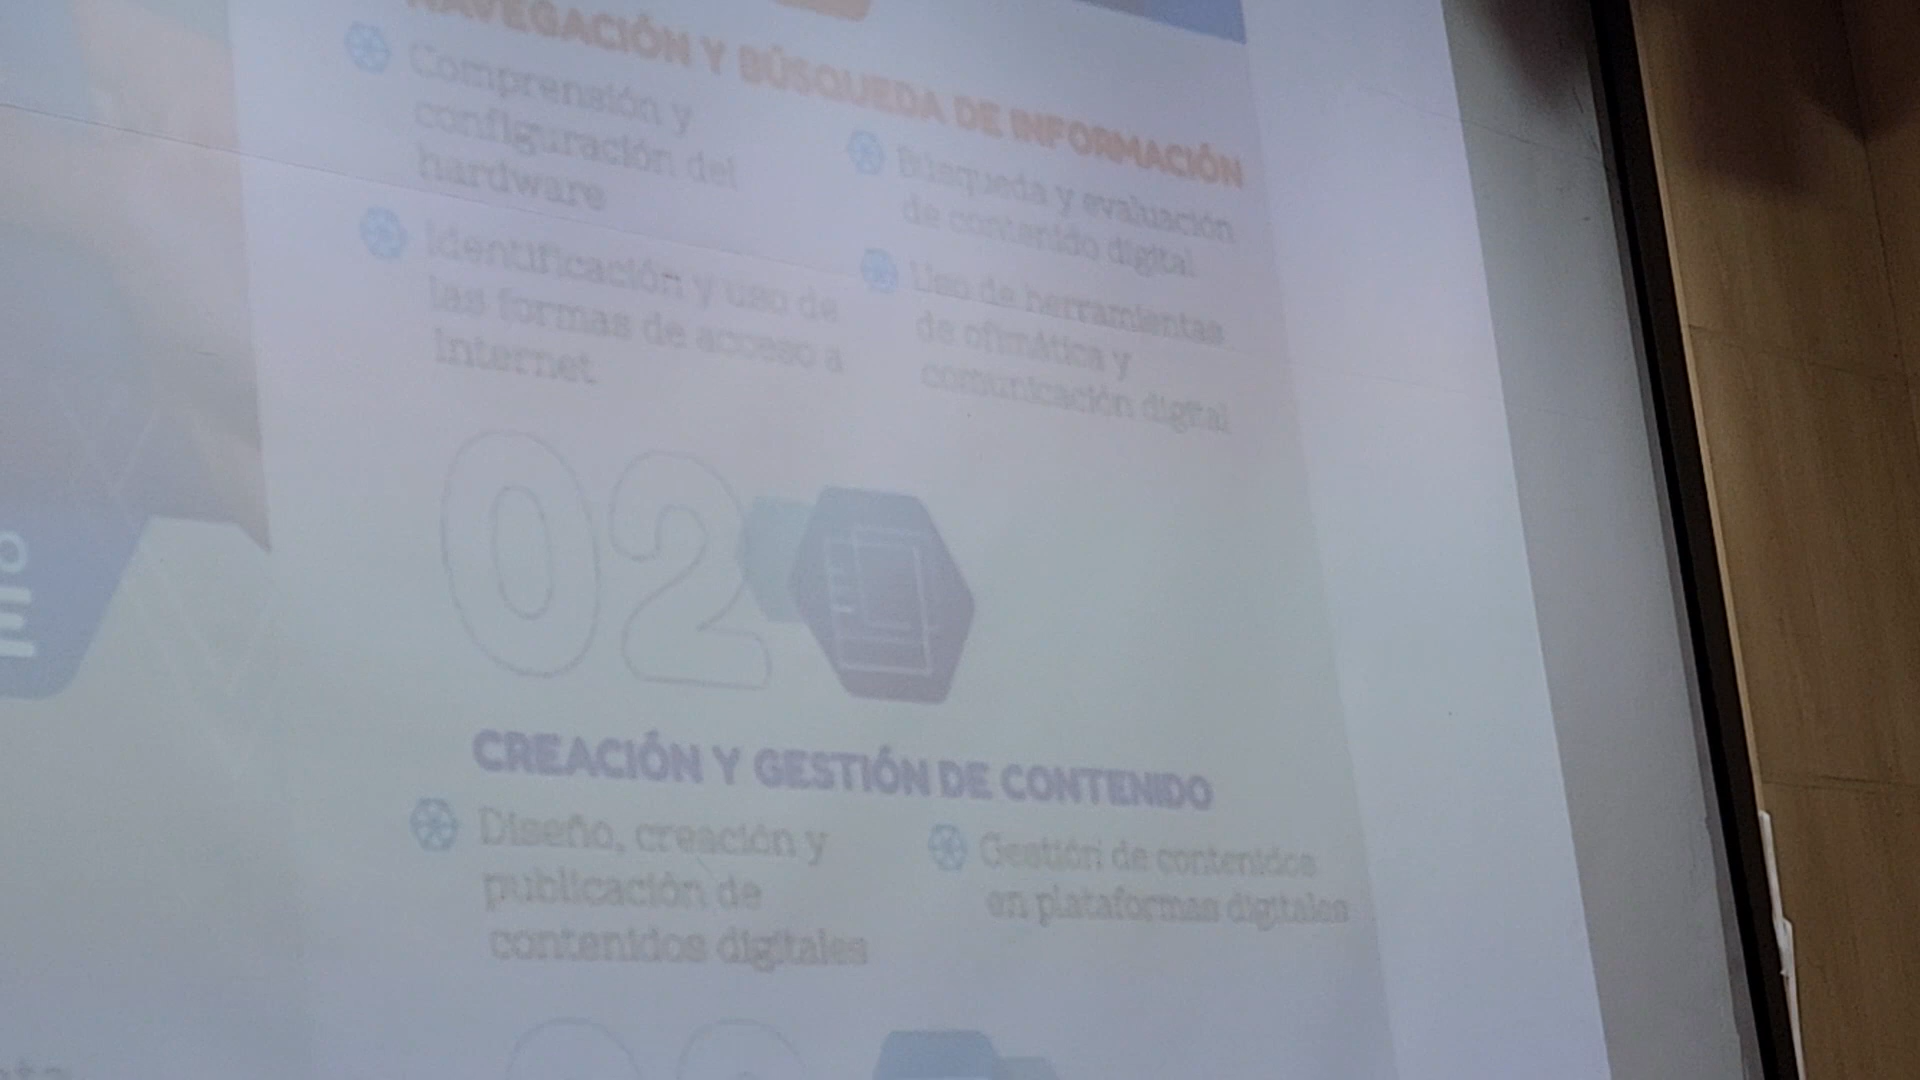 NAVEGACIÓN Y BÚSQUEDA DE INFORMACIÓN
Comprensión y
configuración del
hardware
Identificación y uso de
las formas de acceso a
Internet
Búsqueda y evaluación
de contenido digital
Uso de herramientas
de ofimática y
comunicación digital
02
CREACIÓN Y GESTIÓN DE CONTENIDO
Diseño, creación y
publicación de
contenidos digitales
Gestión de contenidos
en plataformas digitales